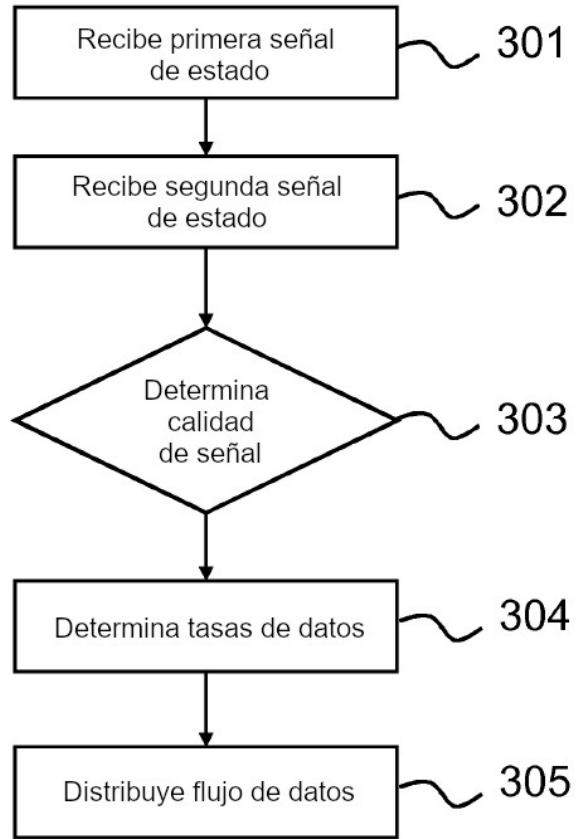 Recibe primera señal
de estado
301
Recibe segunda señal
de estado
302
Determina
calidad
de señal
303
Determina tasas de datos
304
Distribuye flujo de datos
305